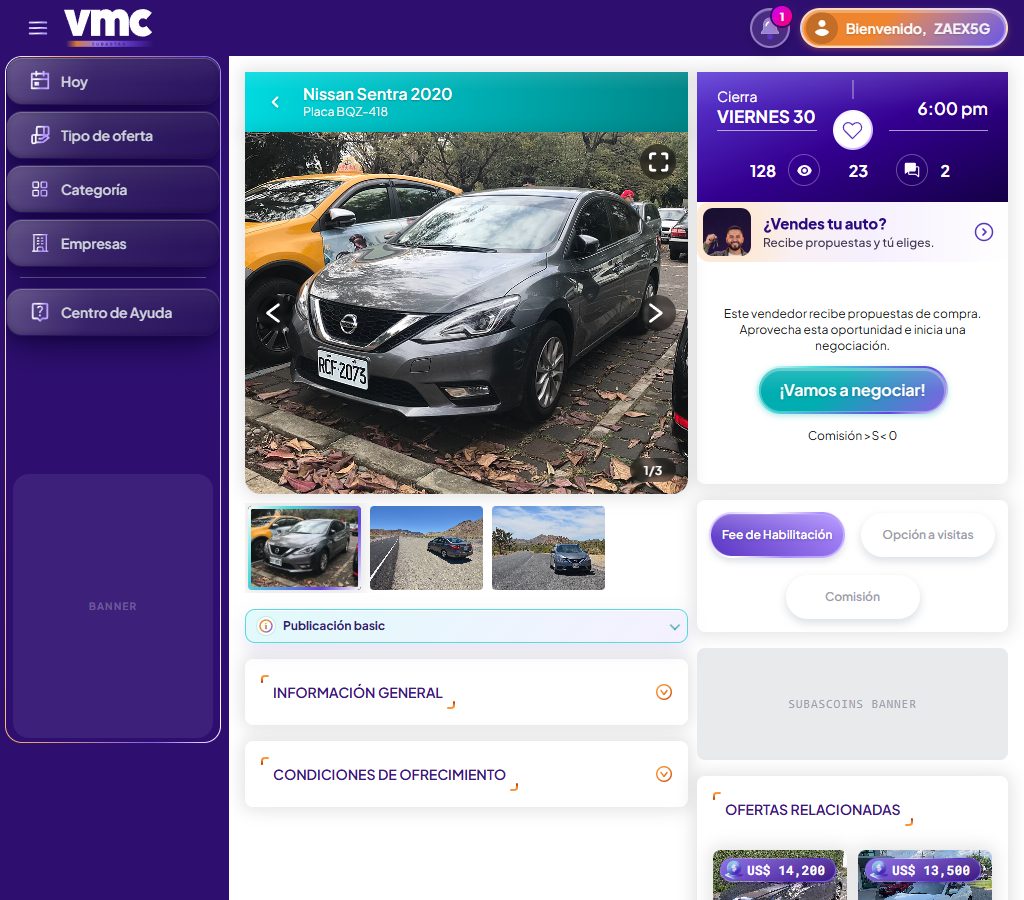 vmc
SUBASTAS
1
Bienvenido, ZAEX5G
Hoy
Tipo de oferta
Categoría
Empresas
Centro de Ayuda
BANNER
Nissan Sentra 2020
Placa BQZ-418
RCF-2073
1/3
Publicación basic
INFORMACIÓN GENERAL
CONDICIONES DE OFRECIMIENTO
Cierra
VIERNES 30
6:00 pm
128
23
2
¿Vendes tu auto?
Recibe propuestas y tú eliges.
Este vendedor recibe propuestas de compra.
Aprovecha esta oportunidad e inicia una
negociación.
¡Vamos a negociar!
Comisión > S < 0
Fee de Habilitación
Opción a visitas
Comisión
SUBASCOINS BANNER
OFERTAS RELACIONADAS
US$ 14,200
US$ 13,500